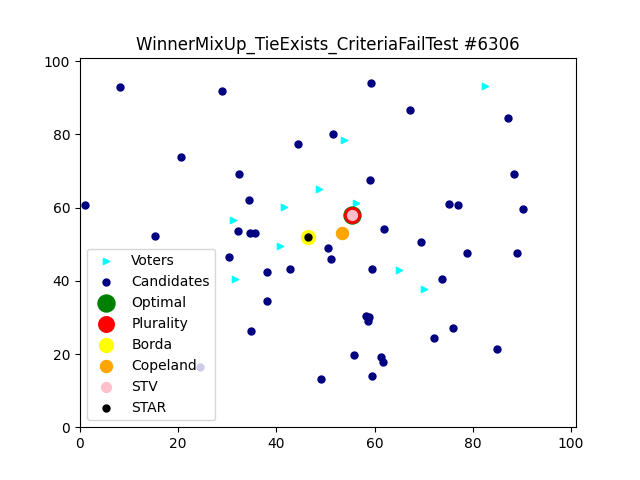 WinnerMixUp_TieExists_CriteriaFailTest #6306
100
80
60
40
20
0
0 20 40 60 80 100
Voters
Candidates
Optimal
Plurality
Borda
Copeland
STV
STAR